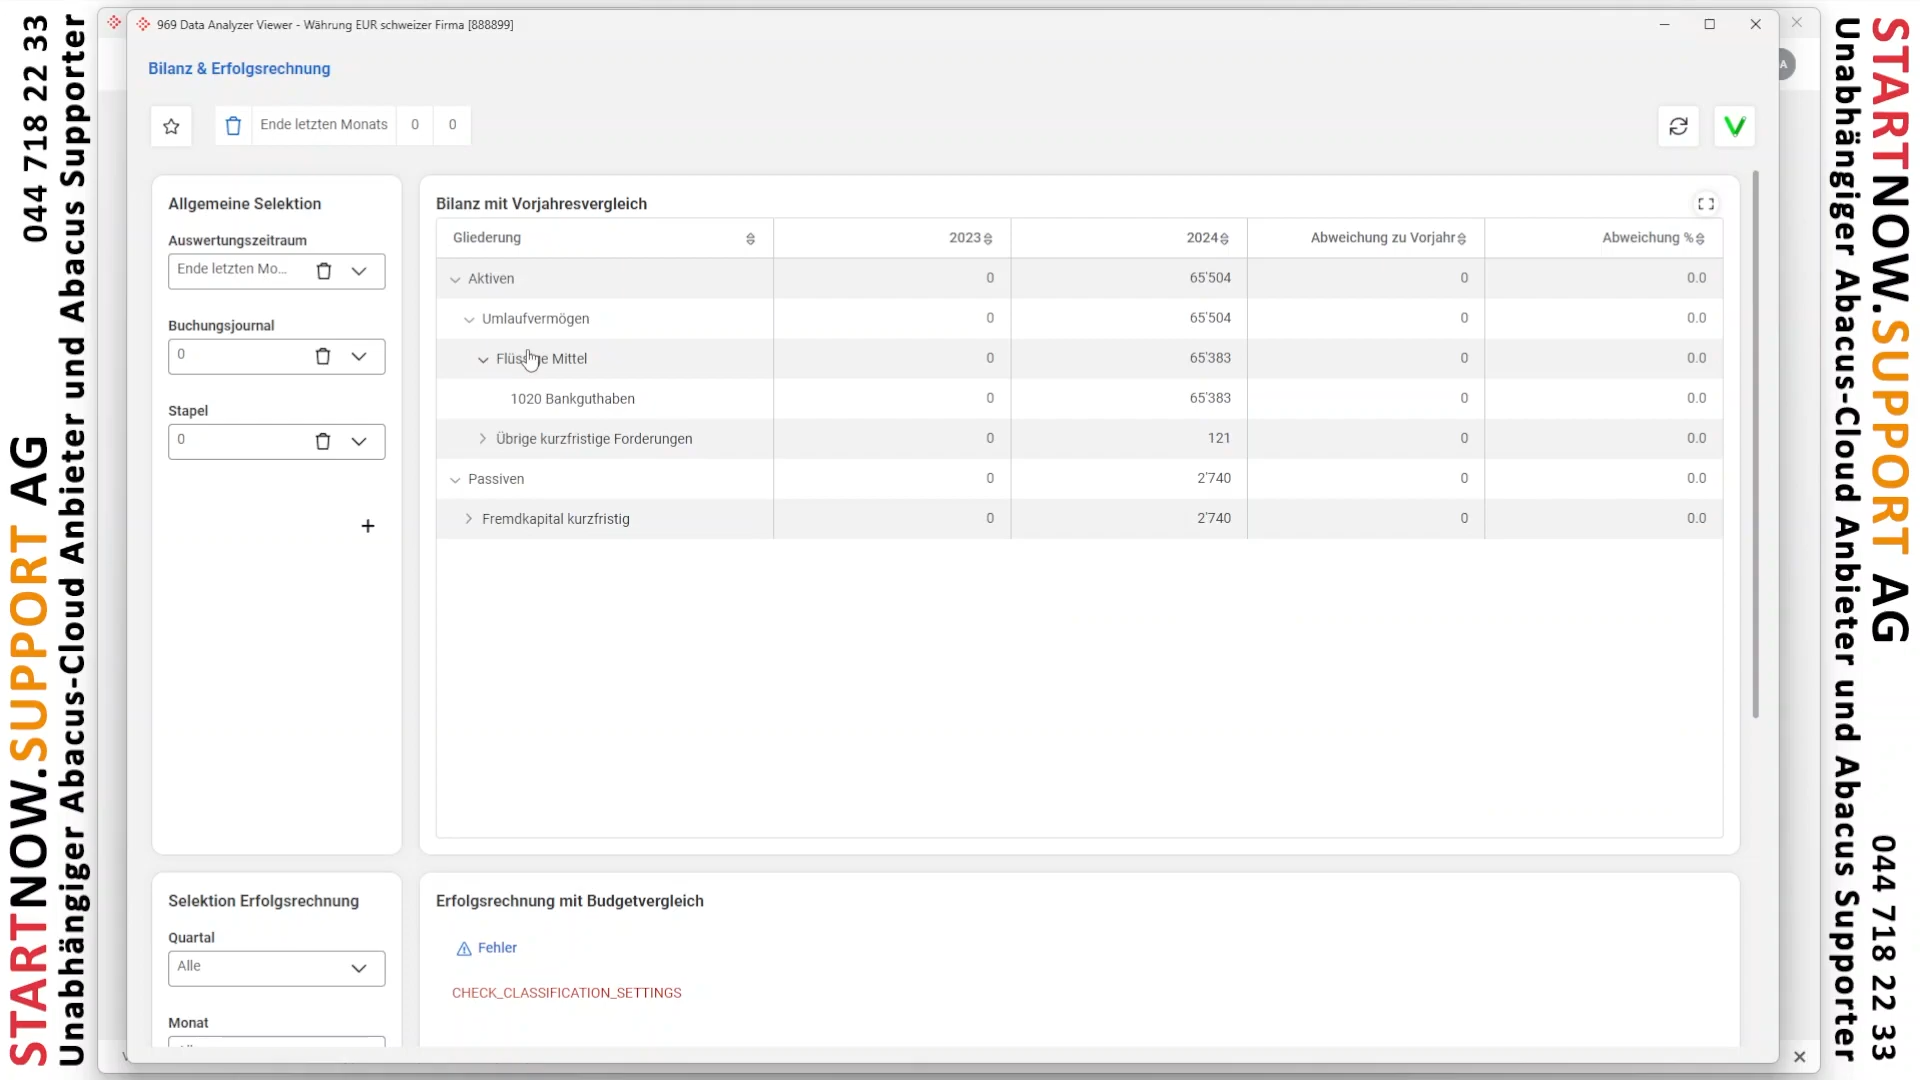 969 Data Analyzer Viewer - Währung EUR schweizer Firma [888899]
A
Bilanz & Erfolgsrechnung
Ende letzten Monats 0 0
Allgemeine Selektion
Auswertungszeitraum
Ende letzten Mo...
Buchungsjournal
0
Stapel
0
+
Bilanz mit Vorjahresvergleich
Gliederung 2023 2024 Abweichung zu Vorjahr Abweichung %
Aktiven 0 65'504 0 0.0
Umlaufvermögen 0 65'504 0 0.0
0 65'383 0 0.0
Mittel
1020 Bankguthaben 0 65'383 0 0.0
Übrige kurzfristige Forderungen 0 121 0 0.0
Passiven 0 2'740 0 0.0
Fremdkapital kurzfristig 0 2'740 0 0.0
Selektion Erfolgsrechnung
Quartal
Alle
Monat
Erfolgsrechnung mit Budgetvergleich
Fehler
CHECK_CLASSIFICATION_SETTINGS
STARTNOW.SUPPORT AG 044 718 22 33
Unabhängiger Abacus-Cloud Anbieter und Abacus Supporter
STARTNOW.SUPPORT AG 044 718 22 33
Unabhängiger Abacus-Cloud Anbieter und Abacus Supporter